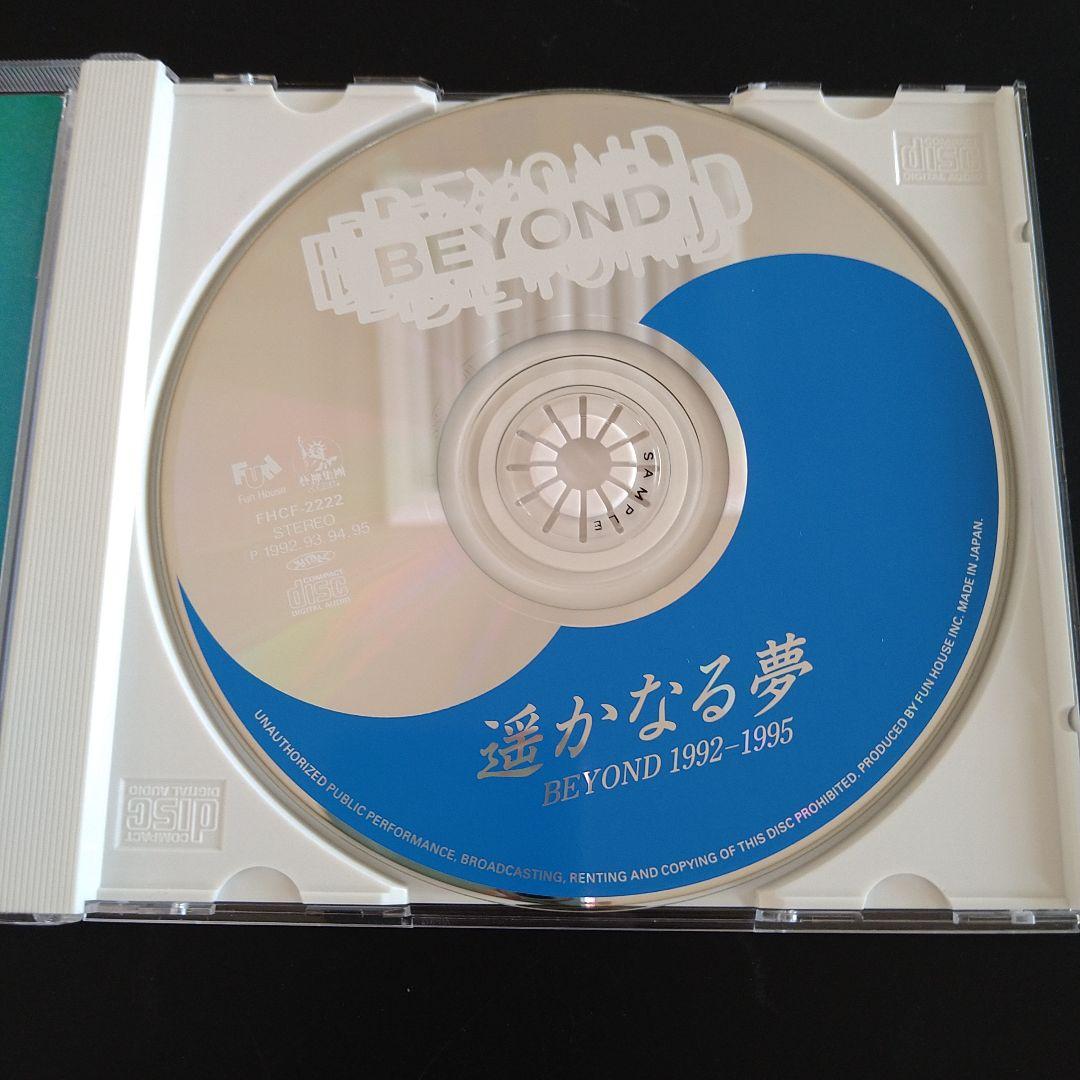 BEYOND
COMPACT
disc
DIGITAL AUDIO
SAMPLE
FUN
Fun House
FHCF-2222
STEREO
P 1992.93.94.95
COMPACT
disc
DIGITAL AUDIO
遥かなる夢
BEYOND 1992-1995
UNAUTHORIZED PUBLIC PERFORMANCE, BROADCASTING, RENTING AND COPYING OF THIS DISC PROHIBITED. PRODUCED BY FUN HOUSE INC. MADE IN JAPAN.
COMPACT
disc
DIGITAL AUDIO